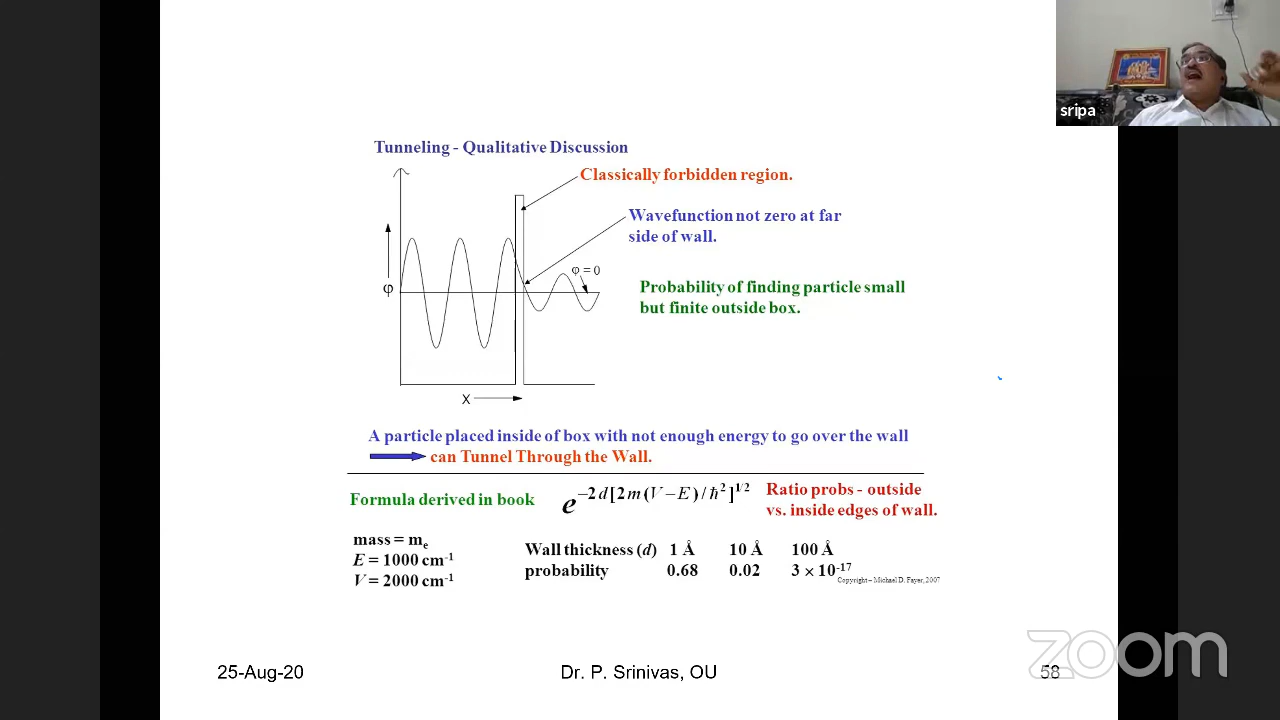 sripa
Tunneling - Qualitative Discussion
Classically forbidden region.
Wavefunction not zero at far
side of wall.
φ = 0
φ
Probability of finding particle small
but finite outside box.
X
A particle placed inside of box with not enough energy to go over the wall
can Tunnel Through the Wall.
Formula derived in book
e^{−2d[2m(V−E)/ħ²]^{1/2}}
Ratio probs - outside
vs. inside edges of wall.
mass = mₑ
E = 1000 cm⁻¹
V = 2000 cm⁻¹
Wall thickness (d) 1 Å 10 Å 100 Å
probability 0.68 0.02 3 × 10⁻¹⁷
Copyright – Michael D. Fayer, 2007
zoom
25-Aug-20 Dr. P. Srinivas, OU 58